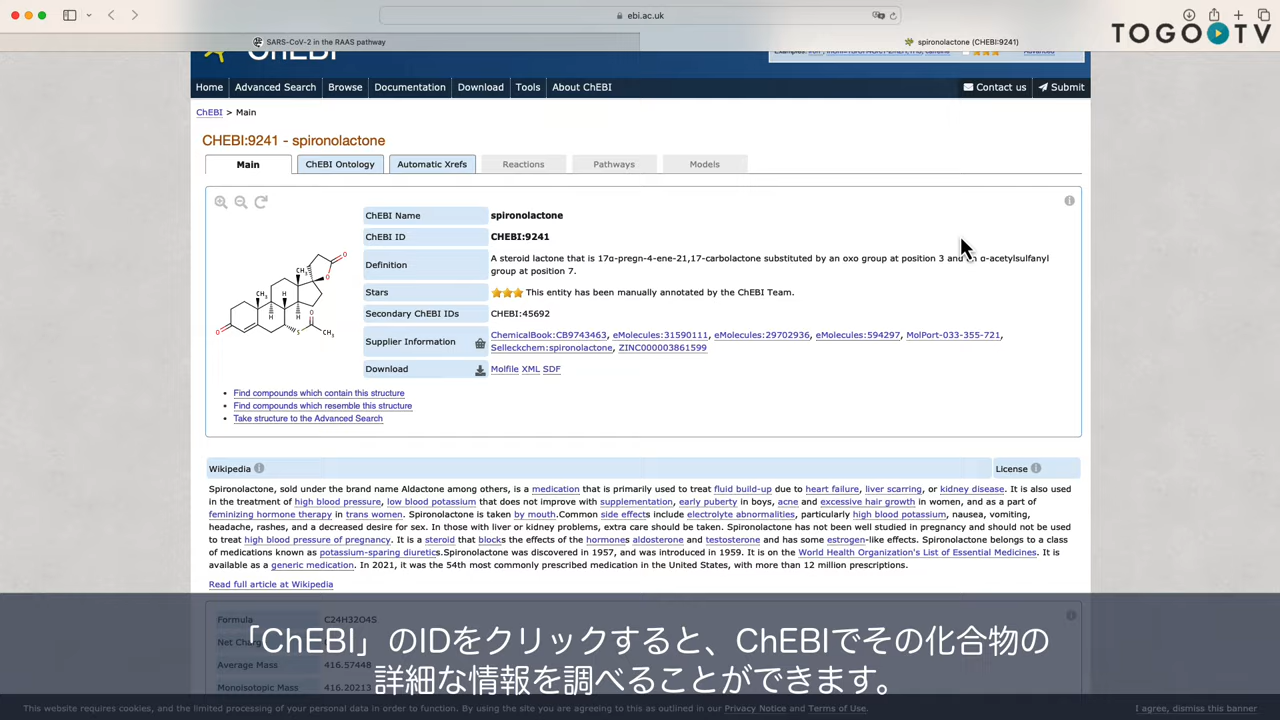 ebi.ac.uk
TOGO TV
SARS-CoV-2 in the RAAS pathway
spironolactone (CHEBI:9241)
Home Advanced Search Browse Documentation Download Tools About ChEBI Contact us Submit
ChEBI > Main
CHEBI:9241 - spironolactone
Main ChEBI Ontology Automatic Xrefs Reactions Pathways Models
ChEBI Name spironolactone
ChEBI ID CHEBI:9241
Definition A steroid lactone that is 17α-pregn-4-ene-21,17-carbolactone substituted by an oxo group at position 3 and an α-acetylsulfanyl
group at position 7.
Stars This entity has been manually annotated by the ChEBI Team.
Secondary ChEBI IDs CHEBI:45692
Supplier Information ChemicalBook:CB9743463, eMolecules:31590111, eMolecules:29702936, eMolecules:594297, MolPort-033-355-721,
Selleckchem:spironolactone, ZINC000003861599
Download Molfile XML SDF
Find compounds which contain this structure
Find compounds which resemble this structure
Take structure to the Advanced Search
Wikipedia License
Spironolactone, sold under the brand name Aldactone among others, is a medication that is primarily used to treat fluid build-up due to heart failure, liver scarring, or kidney disease. It is also used
in the treatment of high blood pressure, low blood potassium that does not improve with supplementation, early puberty in boys, acne and excessive hair growth in women, and as a part of
feminizing hormone therapy in trans women. Spironolactone is taken by mouth.Common side effects include electrolyte abnormalities, particularly high blood potassium, nausea, vomiting,
headache, rashes, and a decreased desire for sex. In those with liver or kidney problems, extra care should be taken. Spironolactone has not been well studied in pregnancy and should not be used
to treat high blood pressure of pregnancy. It is a steroid that blocks the effects of the hormones aldosterone and testosterone and has some estrogen-like effects. Spironolactone belongs to a class
of medications known as potassium-sparing diuretics.Spironolactone was discovered in 1957, and was introduced in 1959. It is on the World Health Organization's List of Essential Medicines. It is
available as a generic medication. In 2021, it was the 54th most commonly prescribed medication in the United States, with more than 12 million prescriptions.
Read full article at Wikipedia
Formula C24H32O4S
Net Char
Average Mass 416.57448
Monoisotopic Mass 416.20213
「ChEBI」のIDをクリックすると、ChEBIでその化合物の
詳細な情報を調べることができます。
This website requires cookies, and the limited processing of your personal data in order to function. By using the site you are agreeing to this as outlined in our Privacy Notice and Terms of Use. I agree, dismiss this banner